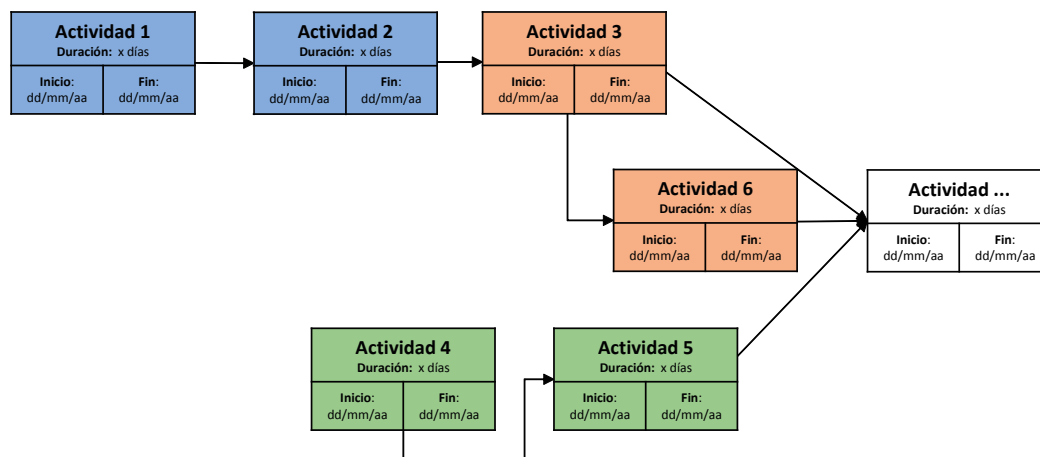 Actividad 1
Duración: x días
Inicio:
dd/mm/aa
Fin:
dd/mm/aa
Actividad 2
Duración: x días
Inicio:
dd/mm/aa
Fin:
dd/mm/aa
Actividad 3
Duración: x días
Inicio:
dd/mm/aa
Fin:
dd/mm/aa
Actividad 6
Duración: x días
Inicio:
dd/mm/aa
Fin:
dd/mm/aa
Actividad ...
Duración: x días
Inicio:
dd/mm/aa
Fin:
dd/mm/aa
Actividad 4
Duración: x días
Inicio:
dd/mm/aa
Fin:
dd/mm/aa
Actividad 5
Duración: x días
Inicio:
dd/mm/aa
Fin:
dd/mm/aa